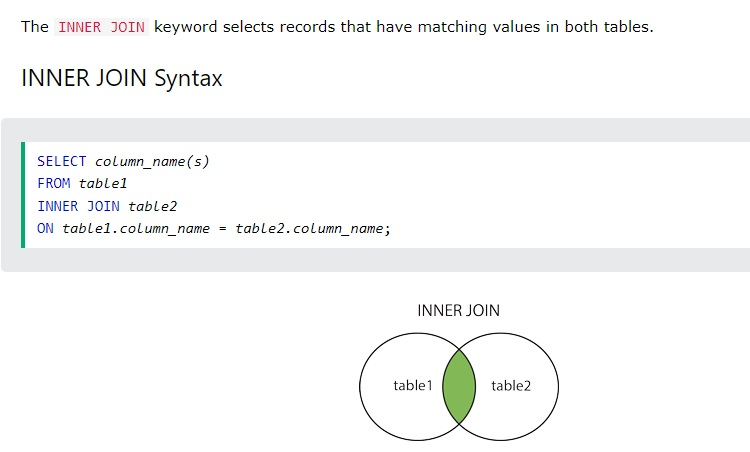 The INNER JOIN keyword selects records that have matching values in both tables.
INNER JOIN Syntax
SELECT column_name(s)
FROM table1
INNER JOIN table2
ON table1.column_name = table2.column_name;
INNER JOIN
table1
table2